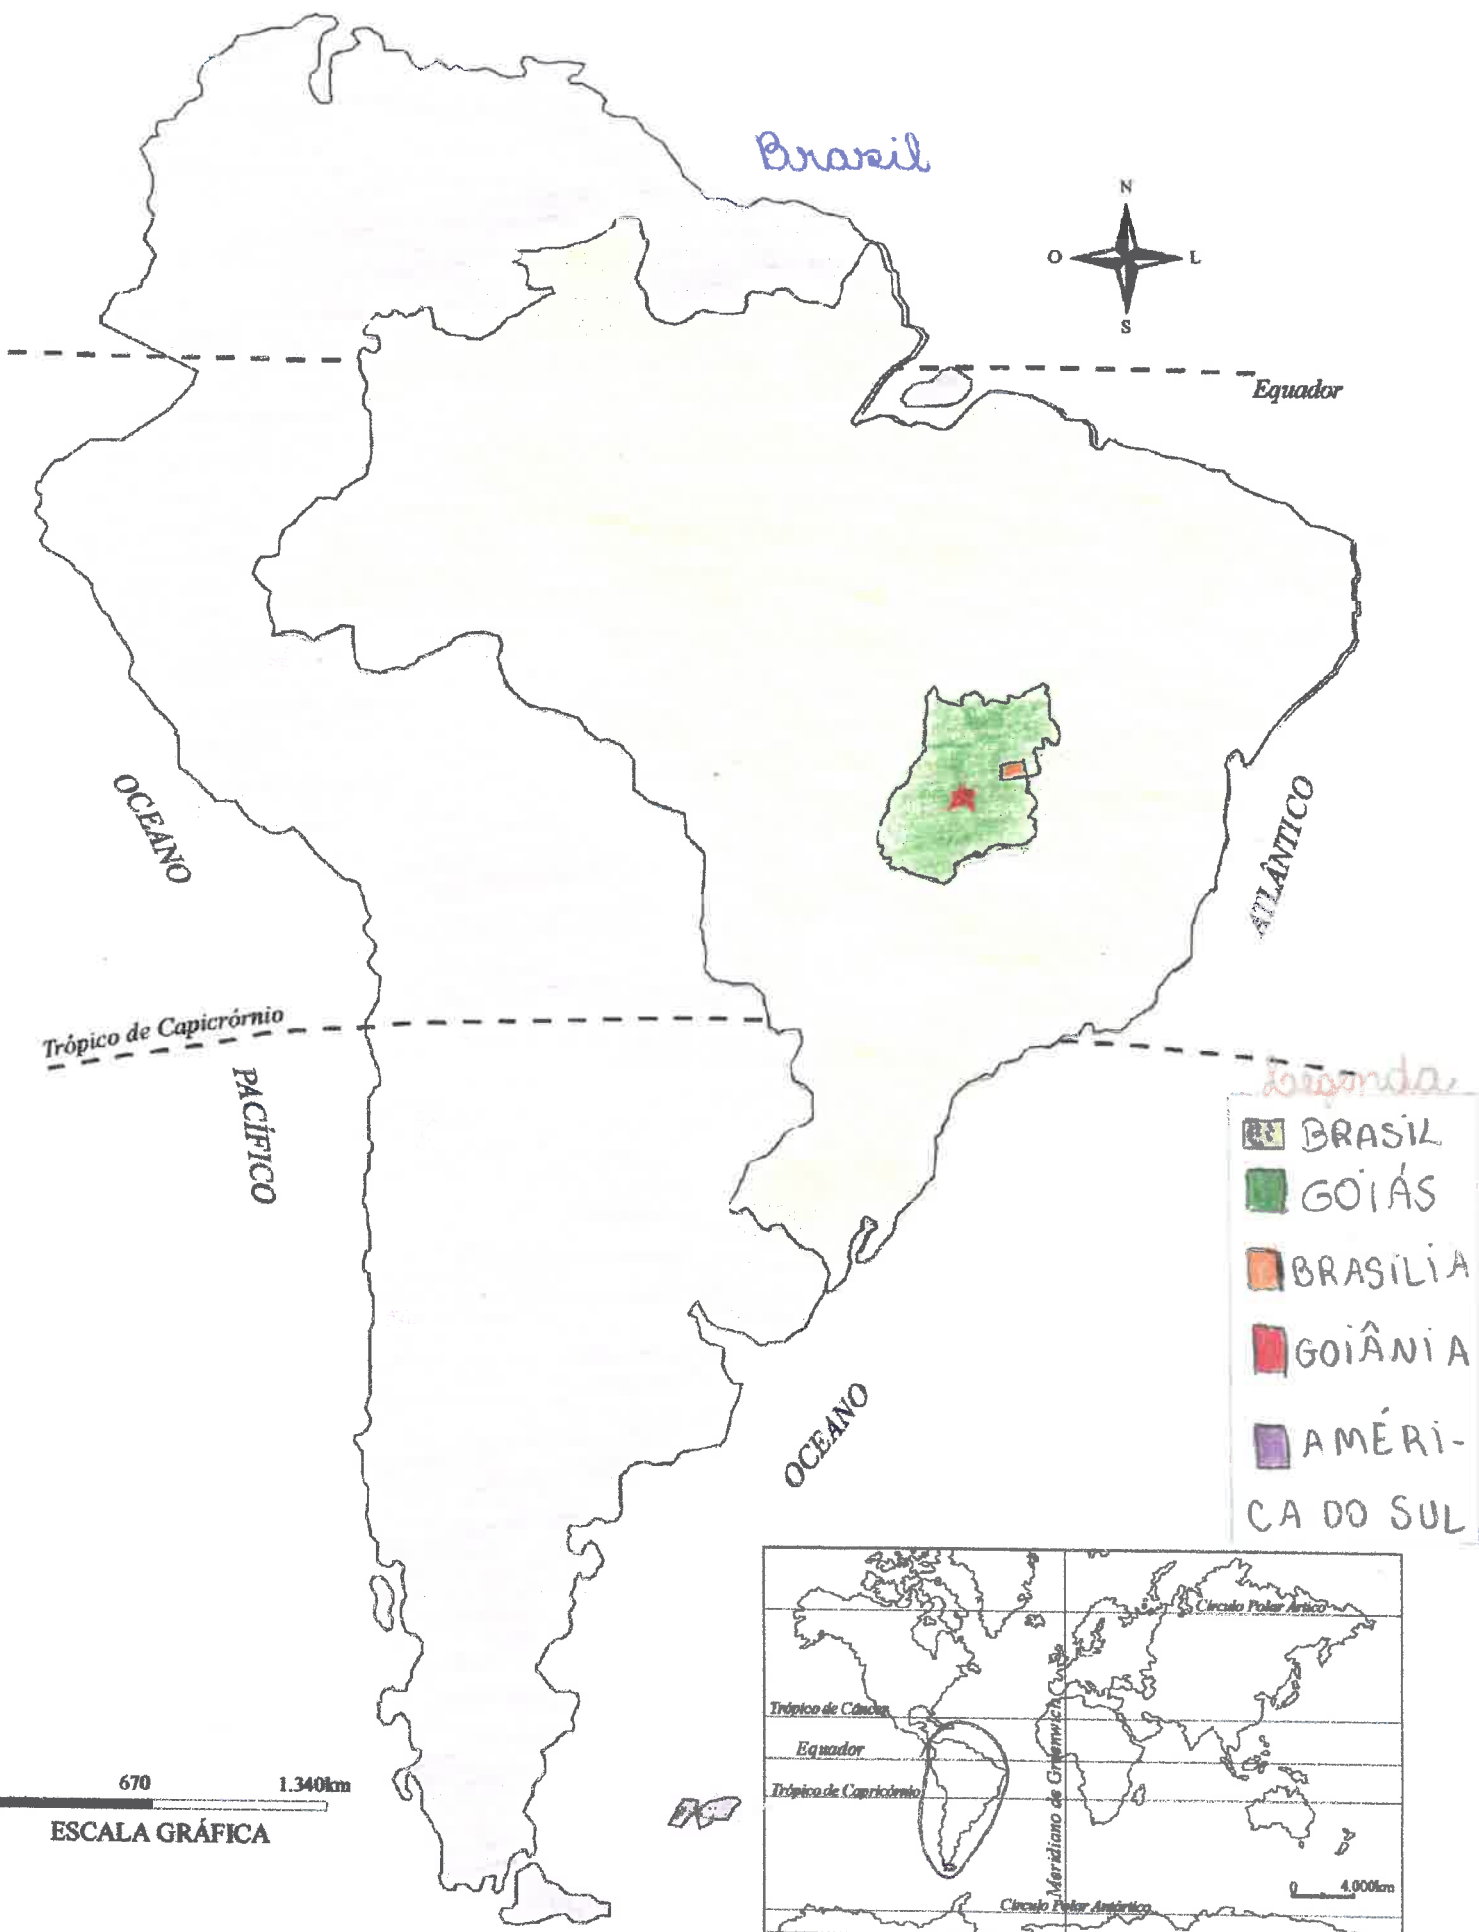 Brasil
N
O
L
S
Equador
OCEANO
ATLÂNTICO
Trópico de Capicrórnio
PACÍFICO
Legenda
BRASIL
GOIÁS
BRASÍLIA
GOIÂNIA
AMÉRI-
CA DO SUL
OCEANO
670
1.340km
ESCALA GRÁFICA
Círculo Polar Ártico
Trópico de Câncer
Equador
Trópico de Capricórnio
Meridiano de Greenwich
0
4.000km
Círculo Polar Antártico